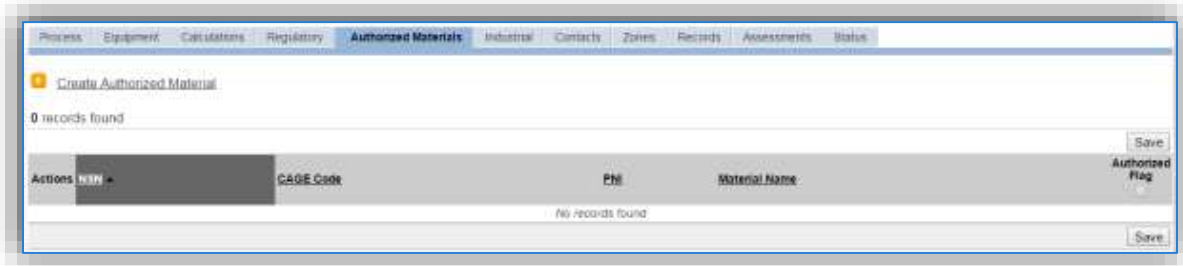 Process Equipment Calculations Regulatory Authorized Materials Industrial Contacts Zones Records Assessments Status
Create Authorized Material
0 records found
Save
Actions NSN CAGE Code PNI Material Name Authorized Flag
No records found
Save